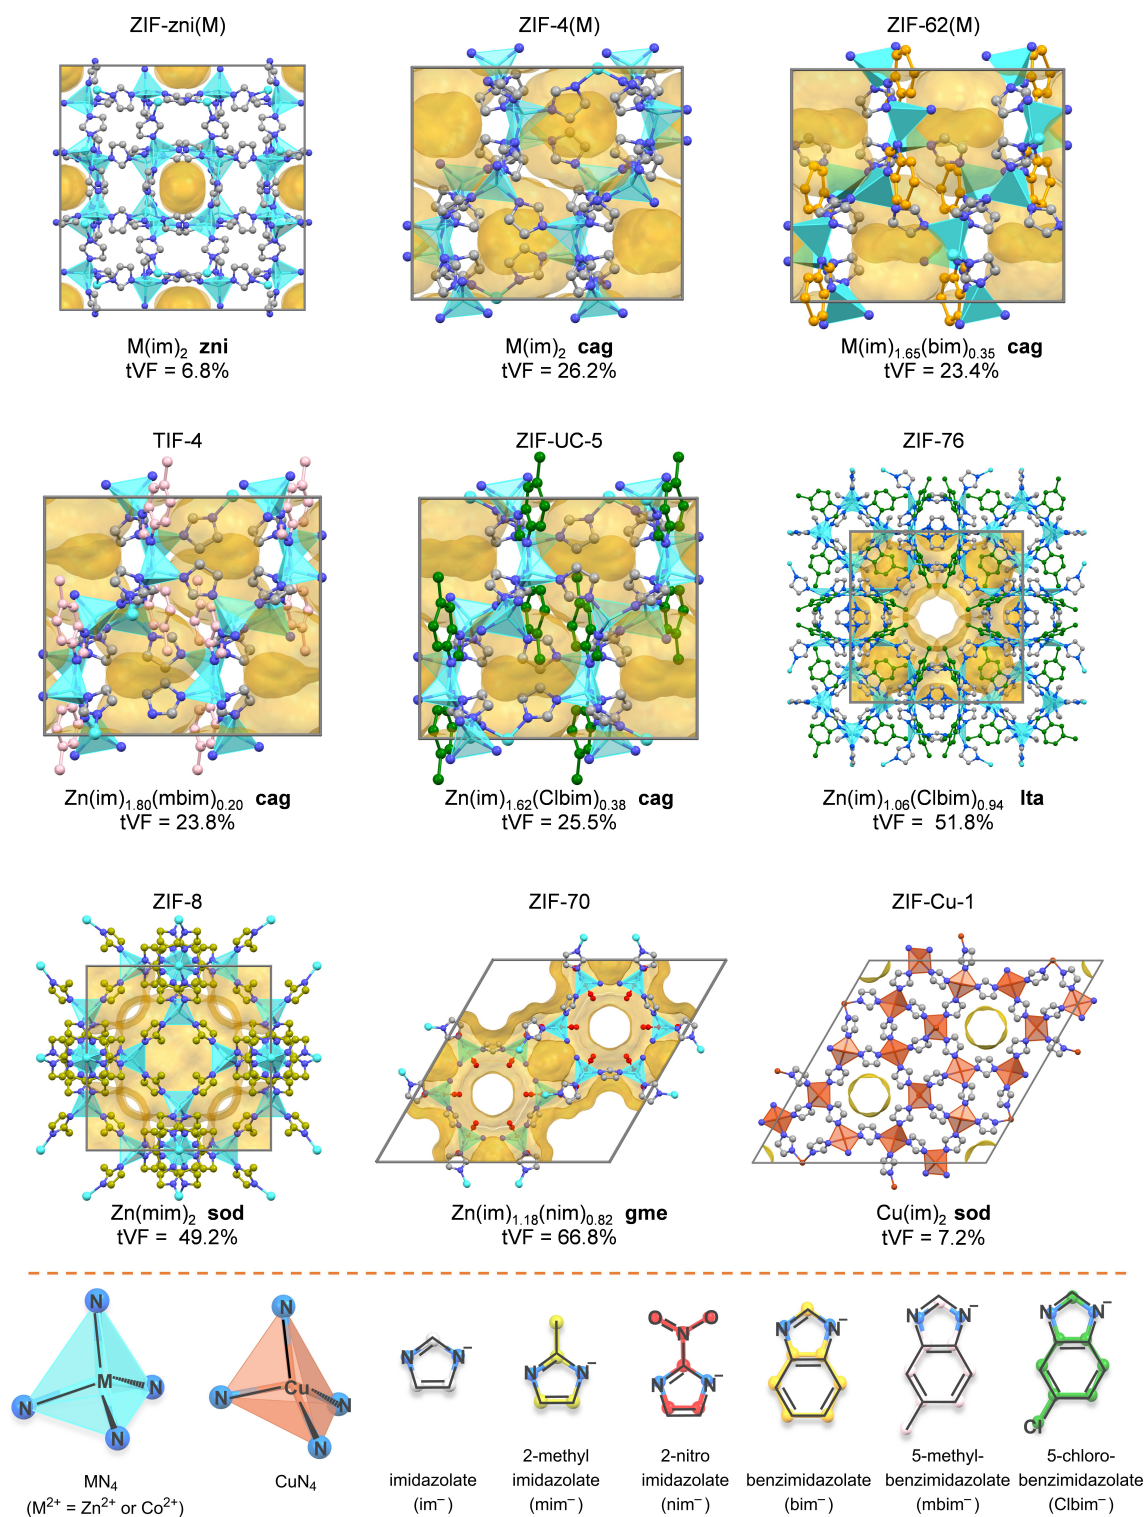 ZIF-zni(M) ZIF-4(M) ZIF-62(M)
M(im)₂ zni M(im)₂ cag M(im)₁.₆₅(bim)₀.₃₅ cag
tVF = 6.8% tVF = 26.2% tVF = 23.4%
TIF-4 ZIF-UC-5 ZIF-76
Zn(im)₁.₈₀(mbim)₀.₂₀ cag Zn(im)₁.₆₂(Clbim)₀.₃₈ cag Zn(im)₁.₀₆(Clbim)₀.₉₄ lta
tVF = 23.8% tVF = 25.5% tVF = 51.8%
ZIF-8 ZIF-70 ZIF-Cu-1
Zn(mim)₂ sod Zn(im)₁.₁₈(nim)₀.₈₂ gme Cu(im)₂ sod
tVF = 49.2% tVF = 66.8% tVF = 7.2%
N N O O N N⁻ N N⁻ N N⁻
N
N N⁻ N N⁻ N N⁻
M N Cu N
N N
N N
Cl
2-methyl 2-nitro 5-methyl- 5-chloro-
MN₄ CuN₄ imidazolate imidazolate imidazolate benzimidazolate benzimidazolate benzimidazolate
(M²⁺ = Zn²⁺ or Co²⁺) (im⁻) (mim⁻) (nim⁻) (bim⁻) (mbim⁻) (Clbim⁻)